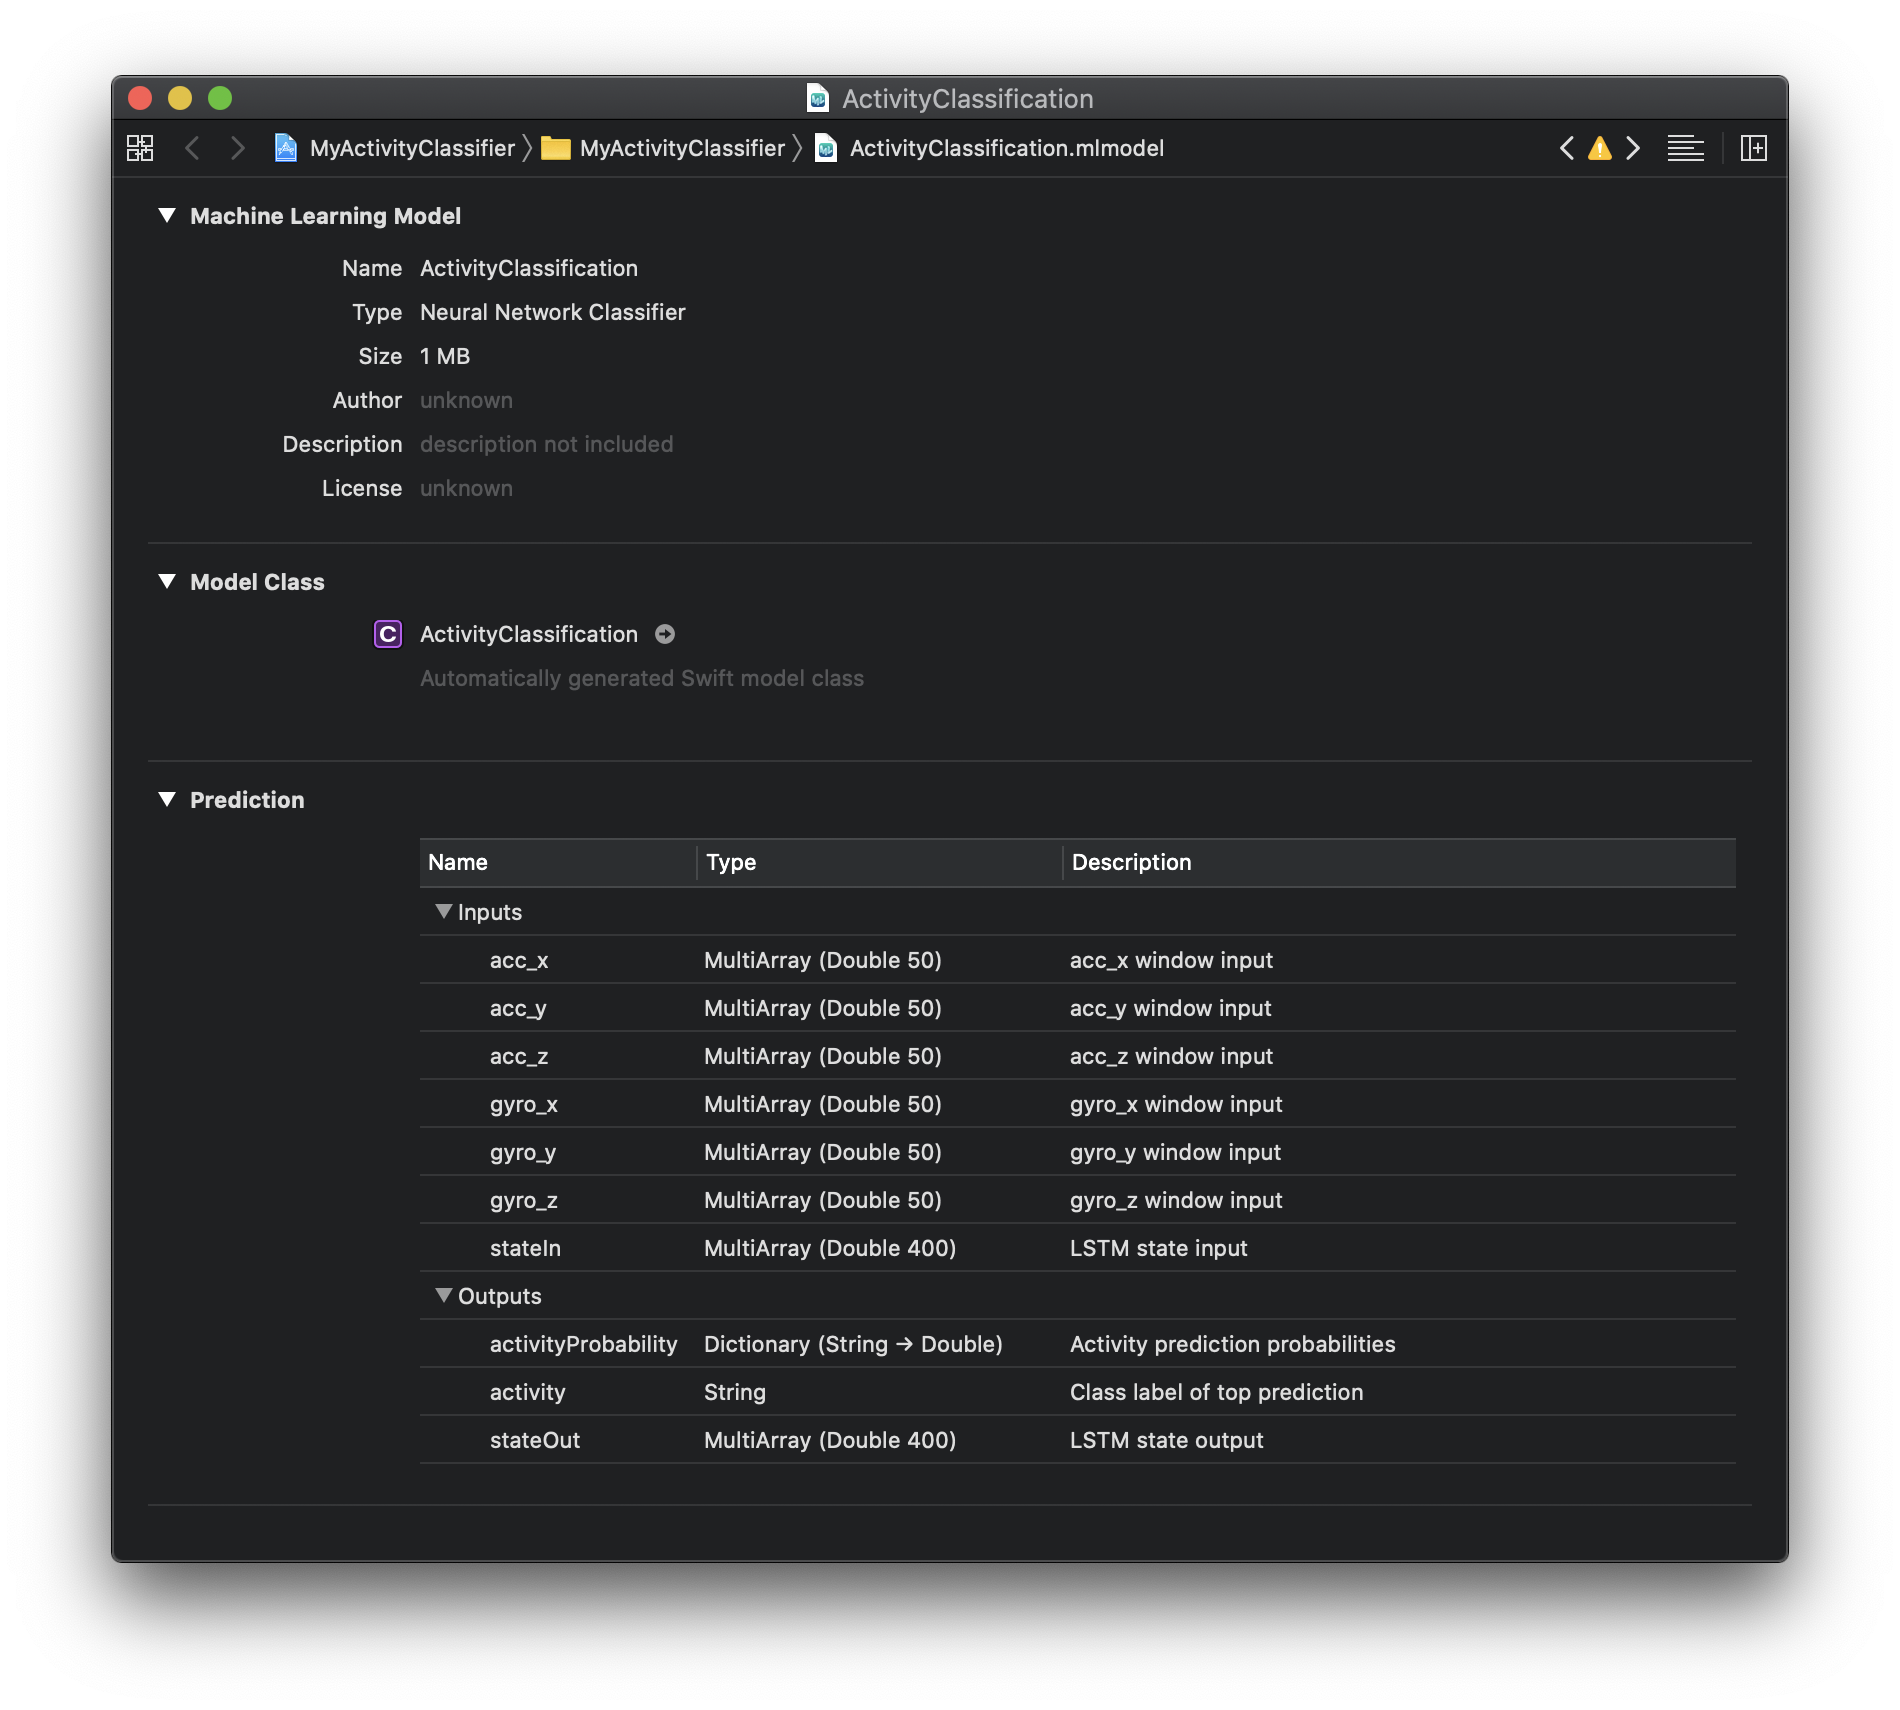 ActivityClassification
MyActivityClassifier MyActivityClassifier ActivityClassification.mlmodel
Machine Learning Model
Name ActivityClassification
Type Neural Network Classifier
Size 1 MB
Author unknown
Description description not included
License unknown
Model Class
C ActivityClassification
Automatically generated Swift model class
Prediction
Name Type Description
Inputs
acc_x MultiArray (Double 50) acc_x window input
acc_y MultiArray (Double 50) acc_y window input
acc_z MultiArray (Double 50) acc_z window input
gyro_x MultiArray (Double 50) gyro_x window input
gyro_y MultiArray (Double 50) gyro_y window input
gyro_z MultiArray (Double 50) gyro_z window input
stateIn MultiArray (Double 400) LSTM state input
Outputs
activityProbability Dictionary (String → Double) Activity prediction probabilities
activity String Class label of top prediction
stateOut MultiArray (Double 400) LSTM state output